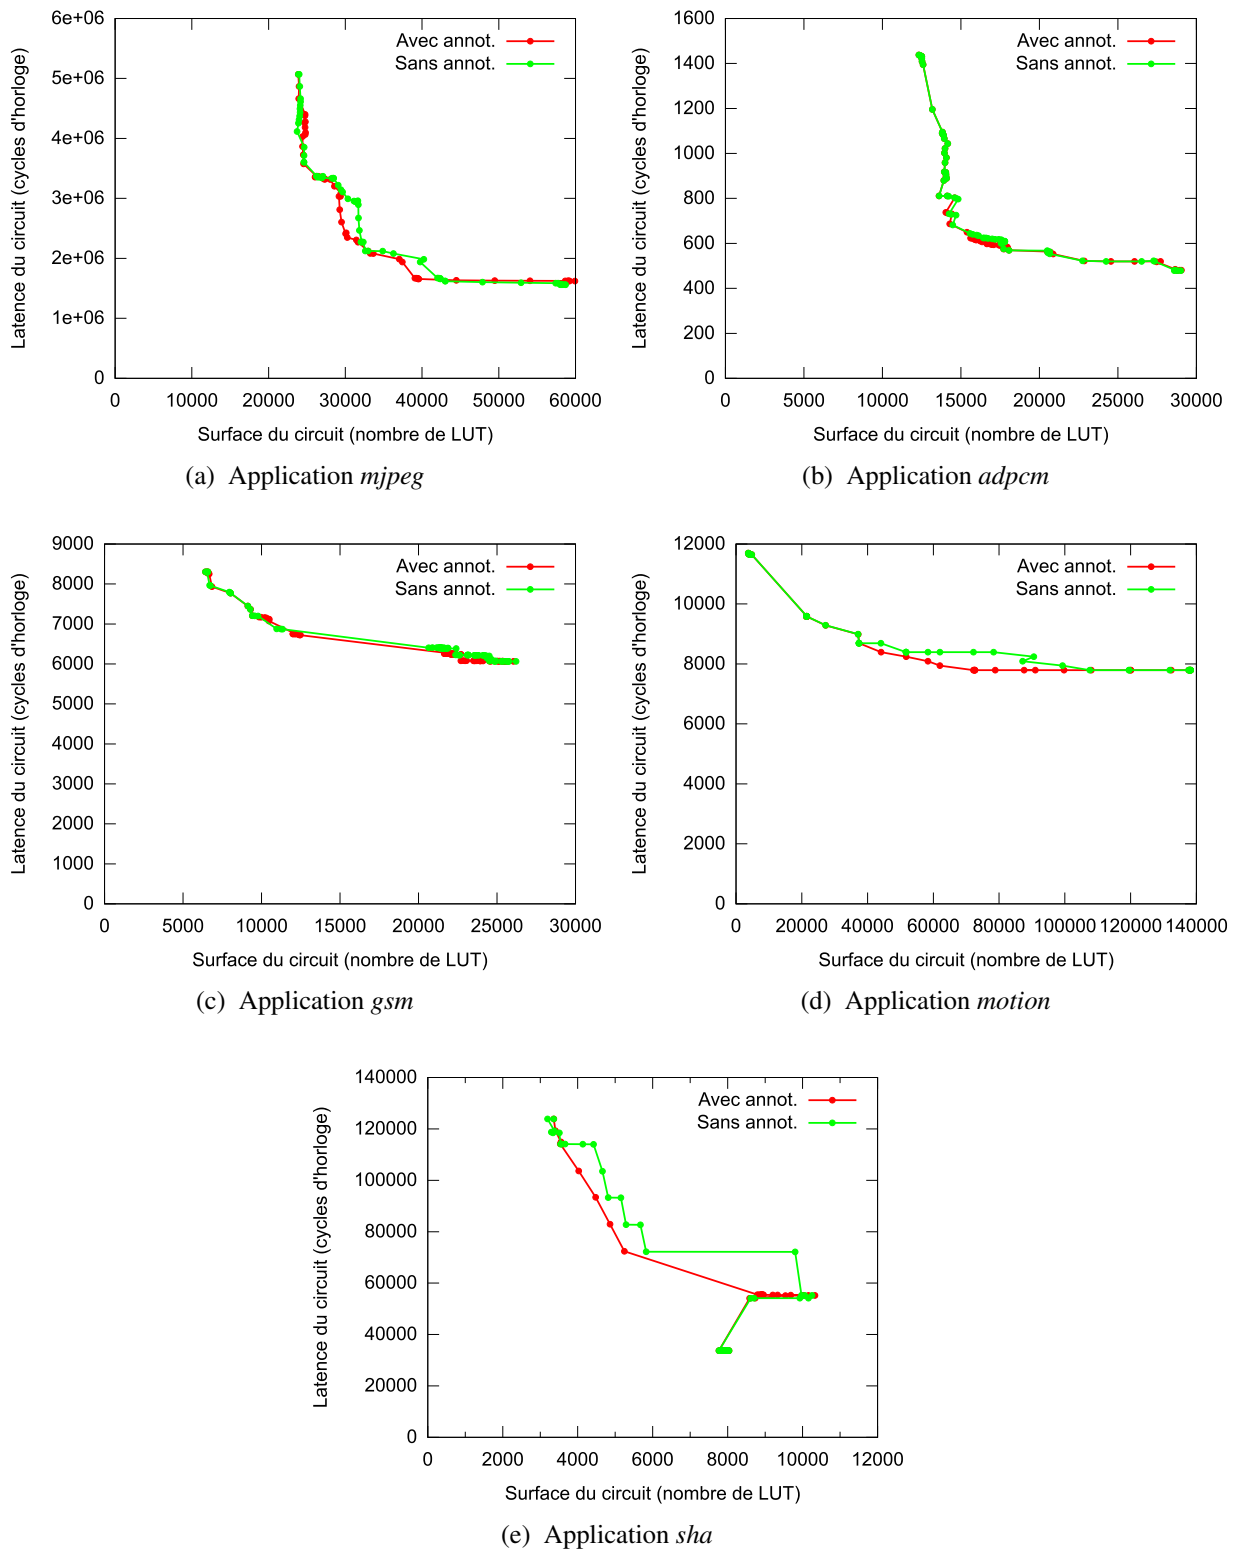 6e+06
5e+06
4e+06
3e+06
2e+06
1e+06
0
0 10000 20000 30000 40000 50000 60000
Latence du circuit (cycles d'horloge)
Surface du circuit (nombre de LUT)
Avec annot.
Sans annot.
(a) Application mjpeg
1600
1400
1200
1000
800
600
400
200
0
0 5000 10000 15000 20000 25000 30000
Latence du circuit (cycles d'horloge)
Surface du circuit (nombre de LUT)
Avec annot.
Sans annot.
(b) Application adpcm
9000
8000
7000
6000
5000
4000
3000
2000
1000
0
0 5000 10000 15000 20000 25000 30000
Latence du circuit (cycles d'horloge)
Surface du circuit (nombre de LUT)
Avec annot.
Sans annot.
(c) Application gsm
12000
10000
8000
6000
4000
2000
0
0 20000 40000 60000 80000 100000 120000 140000
Latence du circuit (cycles d'horloge)
Surface du circuit (nombre de LUT)
Avec annot.
Sans annot.
(d) Application motion
140000
120000
100000
80000
60000
40000
20000
0
0 2000 4000 6000 8000 10000 12000
Latence du circuit (cycles d'horloge)
Surface du circuit (nombre de LUT)
Avec annot.
Sans annot.
(e) Application sha